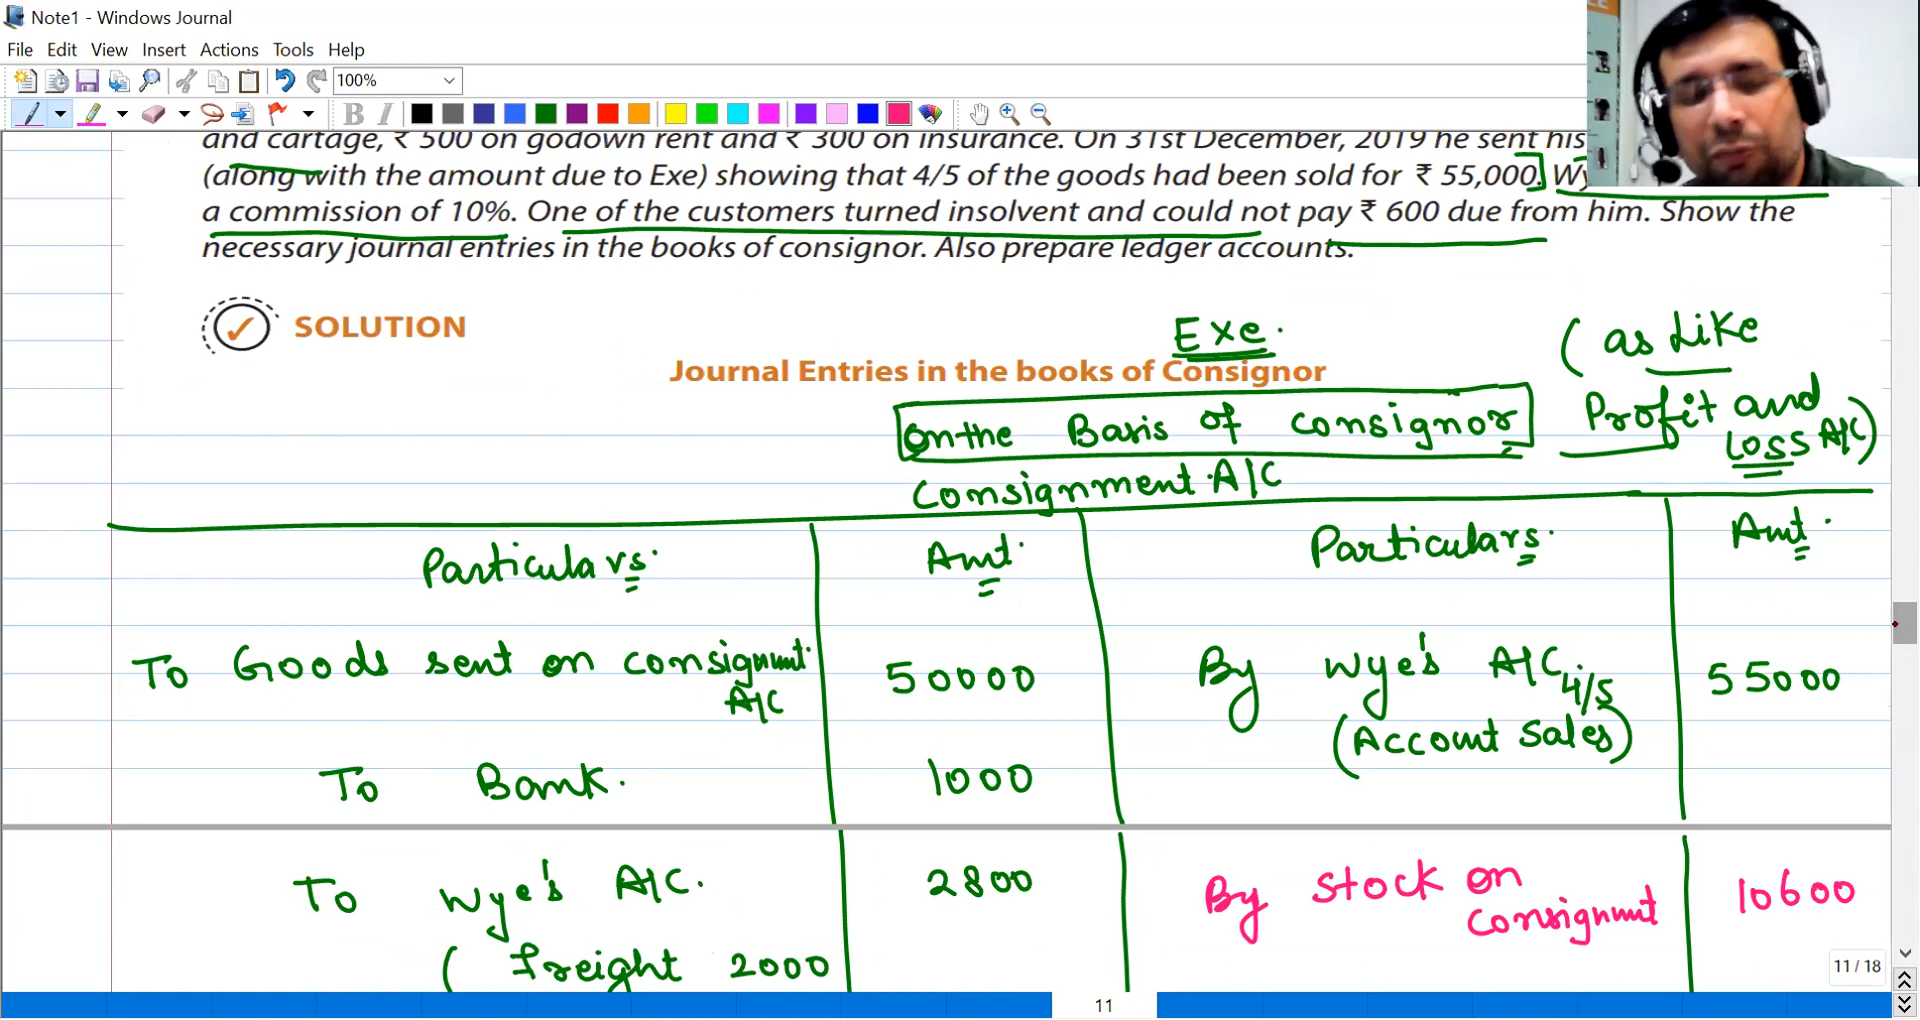 Note1 - Windows Journal
File Edit View Insert Actions Tools Help
100%
B I
and cartage, ₹ 500 on godown rent and ₹ 300 on insurance. On 31st December, 2019 he sent his
(along with the amount due to Exe) showing that 4/5 of the goods had been sold for ₹ 55,000. Wy
a commission of 10%. One of the customers turned insolvent and could not pay ₹ 600 due from him. Show the
necessary journal entries in the books of consignor. Also prepare ledger accounts.
SOLUTION
Exe.
(as Like
Journal Entries in the books of Consignor
Profit and
Loss A/C)
on the Basis of consignor
Consignment A/C
Particulars. Amt. Particulars. Amt.
To Goods sent on consignmt. 50000 By Wye's A/C 4/5 55000
A/C
(Account Sales)
To Bank. 1000
To Wye's A/C. 2800 By Stock on 10600
consignmt
( freight 2000
11 / 18
11